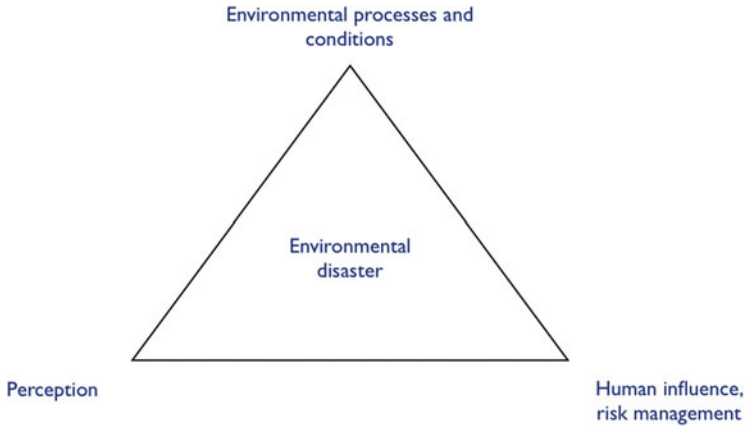 Environmental processes and
conditions
Environmental
disaster
Perception
Human influence,
risk management